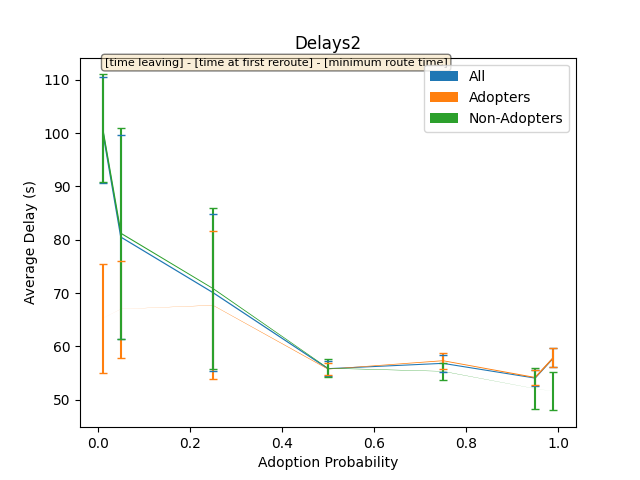 Delays2
[time leaving] - [time at first reroute] - [minimum route time]
All
Adopters
Non-Adopters
Average Delay (s)
110
100
90
80
70
60
50
0.0 0.2 0.4 0.6 0.8 1.0
Adoption Probability